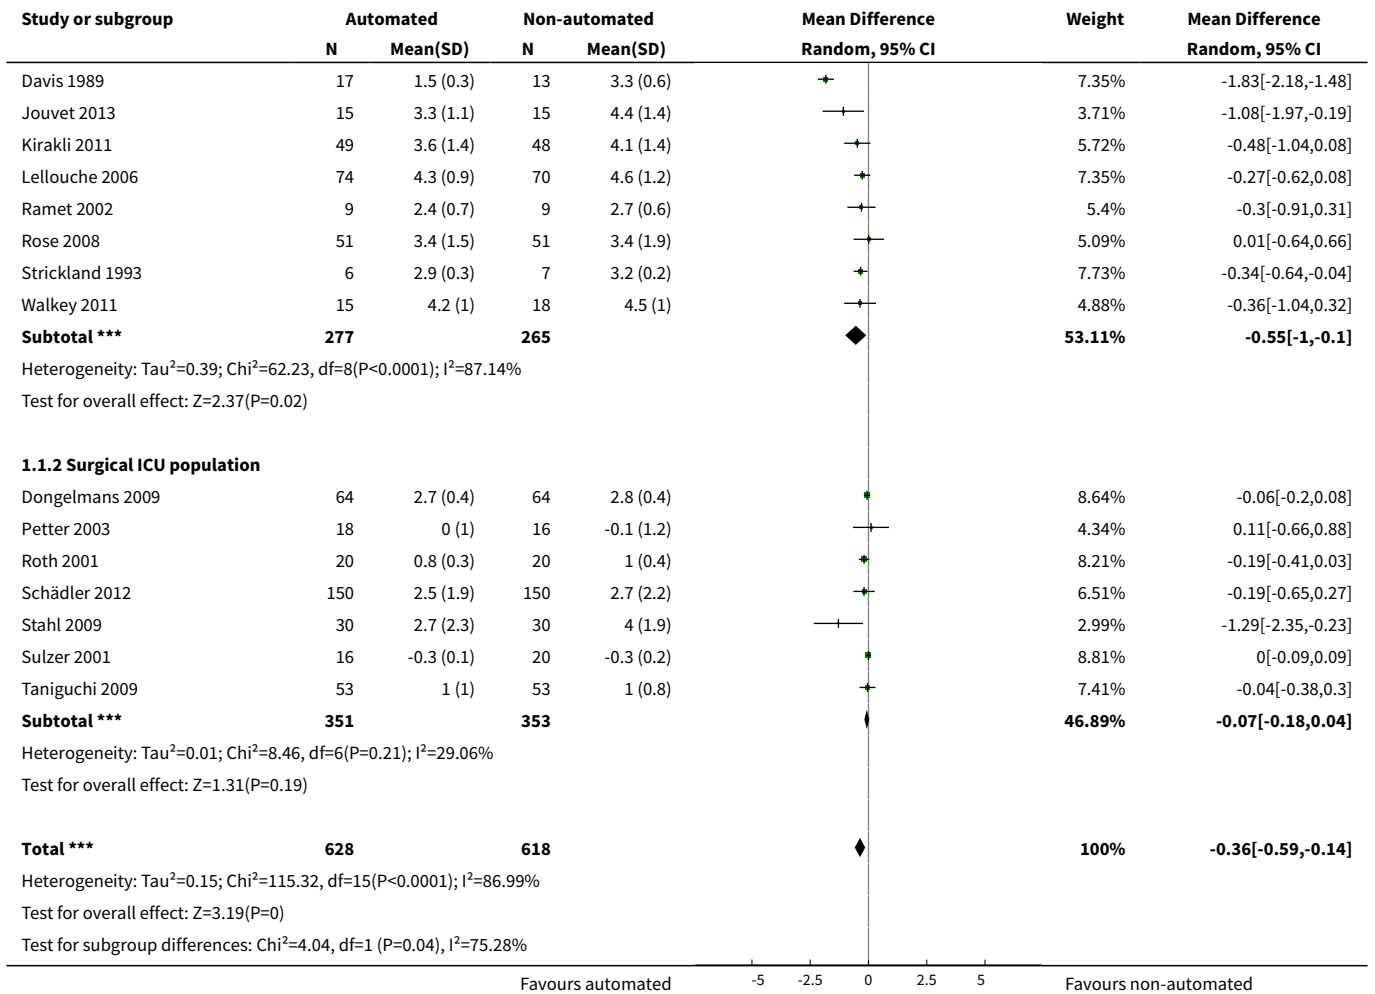 Study or subgroup Automated Non-automated Mean Difference Weight Mean Difference
N Mean(SD) N Mean(SD) Random, 95% CI Random, 95% CI
Davis 1989 17 1.5 (0.3) 13 3.3 (0.6) 7.35% -1.83[-2.18,-1.48]
Jouvet 2013 15 3.3 (1.1) 15 4.4 (1.4) 3.71% -1.08[-1.97,-0.19]
Kirakli 2011 49 3.6 (1.4) 48 4.1 (1.4) 5.72% -0.48[-1.04,0.08]
Lellouche 2006 74 4.3 (0.9) 70 4.6 (1.2) 7.35% -0.27[-0.62,0.08]
Ramet 2002 9 2.4 (0.7) 9 2.7 (0.6) 5.4% -0.3[-0.91,0.31]
Rose 2008 51 3.4 (1.5) 51 3.4 (1.9) 5.09% 0.01[-0.64,0.66]
Strickland 1993 6 2.9 (0.3) 7 3.2 (0.2) 7.73% -0.34[-0.64,-0.04]
Walkey 2011 15 4.2 (1) 18 4.5 (1) 4.88% -0.36[-1.04,0.32]
Subtotal *** 277 265 53.11% -0.55[-1,-0.1]
Heterogeneity: Tau²=0.39; Chi²=62.23, df=8(P<0.0001); I²=87.14%
Test for overall effect: Z=2.37(P=0.02)
1.1.2 Surgical ICU population
Dongelmans 2009 64 2.7 (0.4) 64 2.8 (0.4) 8.64% -0.06[-0.2,0.08]
Petter 2003 18 0 (1) 16 -0.1 (1.2) 4.34% 0.11[-0.66,0.88]
Roth 2001 20 0.8 (0.3) 20 1 (0.4) 8.21% -0.19[-0.41,0.03]
Schädler 2012 150 2.5 (1.9) 150 2.7 (2.2) 6.51% -0.19[-0.65,0.27]
Stahl 2009 30 2.7 (2.3) 30 4 (1.9) 2.99% -1.29[-2.35,-0.23]
Sulzer 2001 16 -0.3 (0.1) 20 -0.3 (0.2) 8.81% 0[-0.09,0.09]
Taniguchi 2009 53 1 (1) 53 1 (0.8) 7.41% -0.04[-0.38,0.3]
Subtotal *** 351 353 46.89% -0.07[-0.18,0.04]
Heterogeneity: Tau²=0.01; Chi²=8.46, df=6(P=0.21); I²=29.06%
Test for overall effect: Z=1.31(P=0.19)
Total *** 628 618 100% -0.36[-0.59,-0.14]
Heterogeneity: Tau²=0.15; Chi²=115.32, df=15(P<0.0001); I²=86.99%
Test for overall effect: Z=3.19(P=0)
Test for subgroup differences: Chi²=4.04, df=1 (P=0.04), I²=75.28%
Favours automated -5 -2.5 0 2.5 5 Favours non-automated